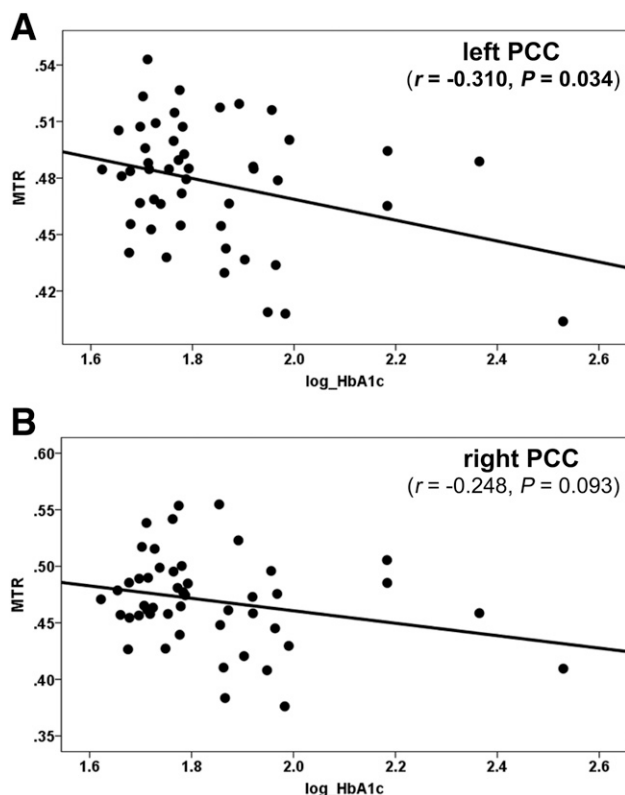 A
left PCC
(r = -0.310, P = 0.034)
.54
.51
.48
.45
.42
MTR
1.6 1.8 2.0 2.2 2.4 2.6
log_HbA1c
B
right PCC
(r = -0.248, P = 0.093)
.60
.55
.50
.45
.40
.35
MTR
1.6 1.8 2.0 2.2 2.4 2.6
log_HbA1c